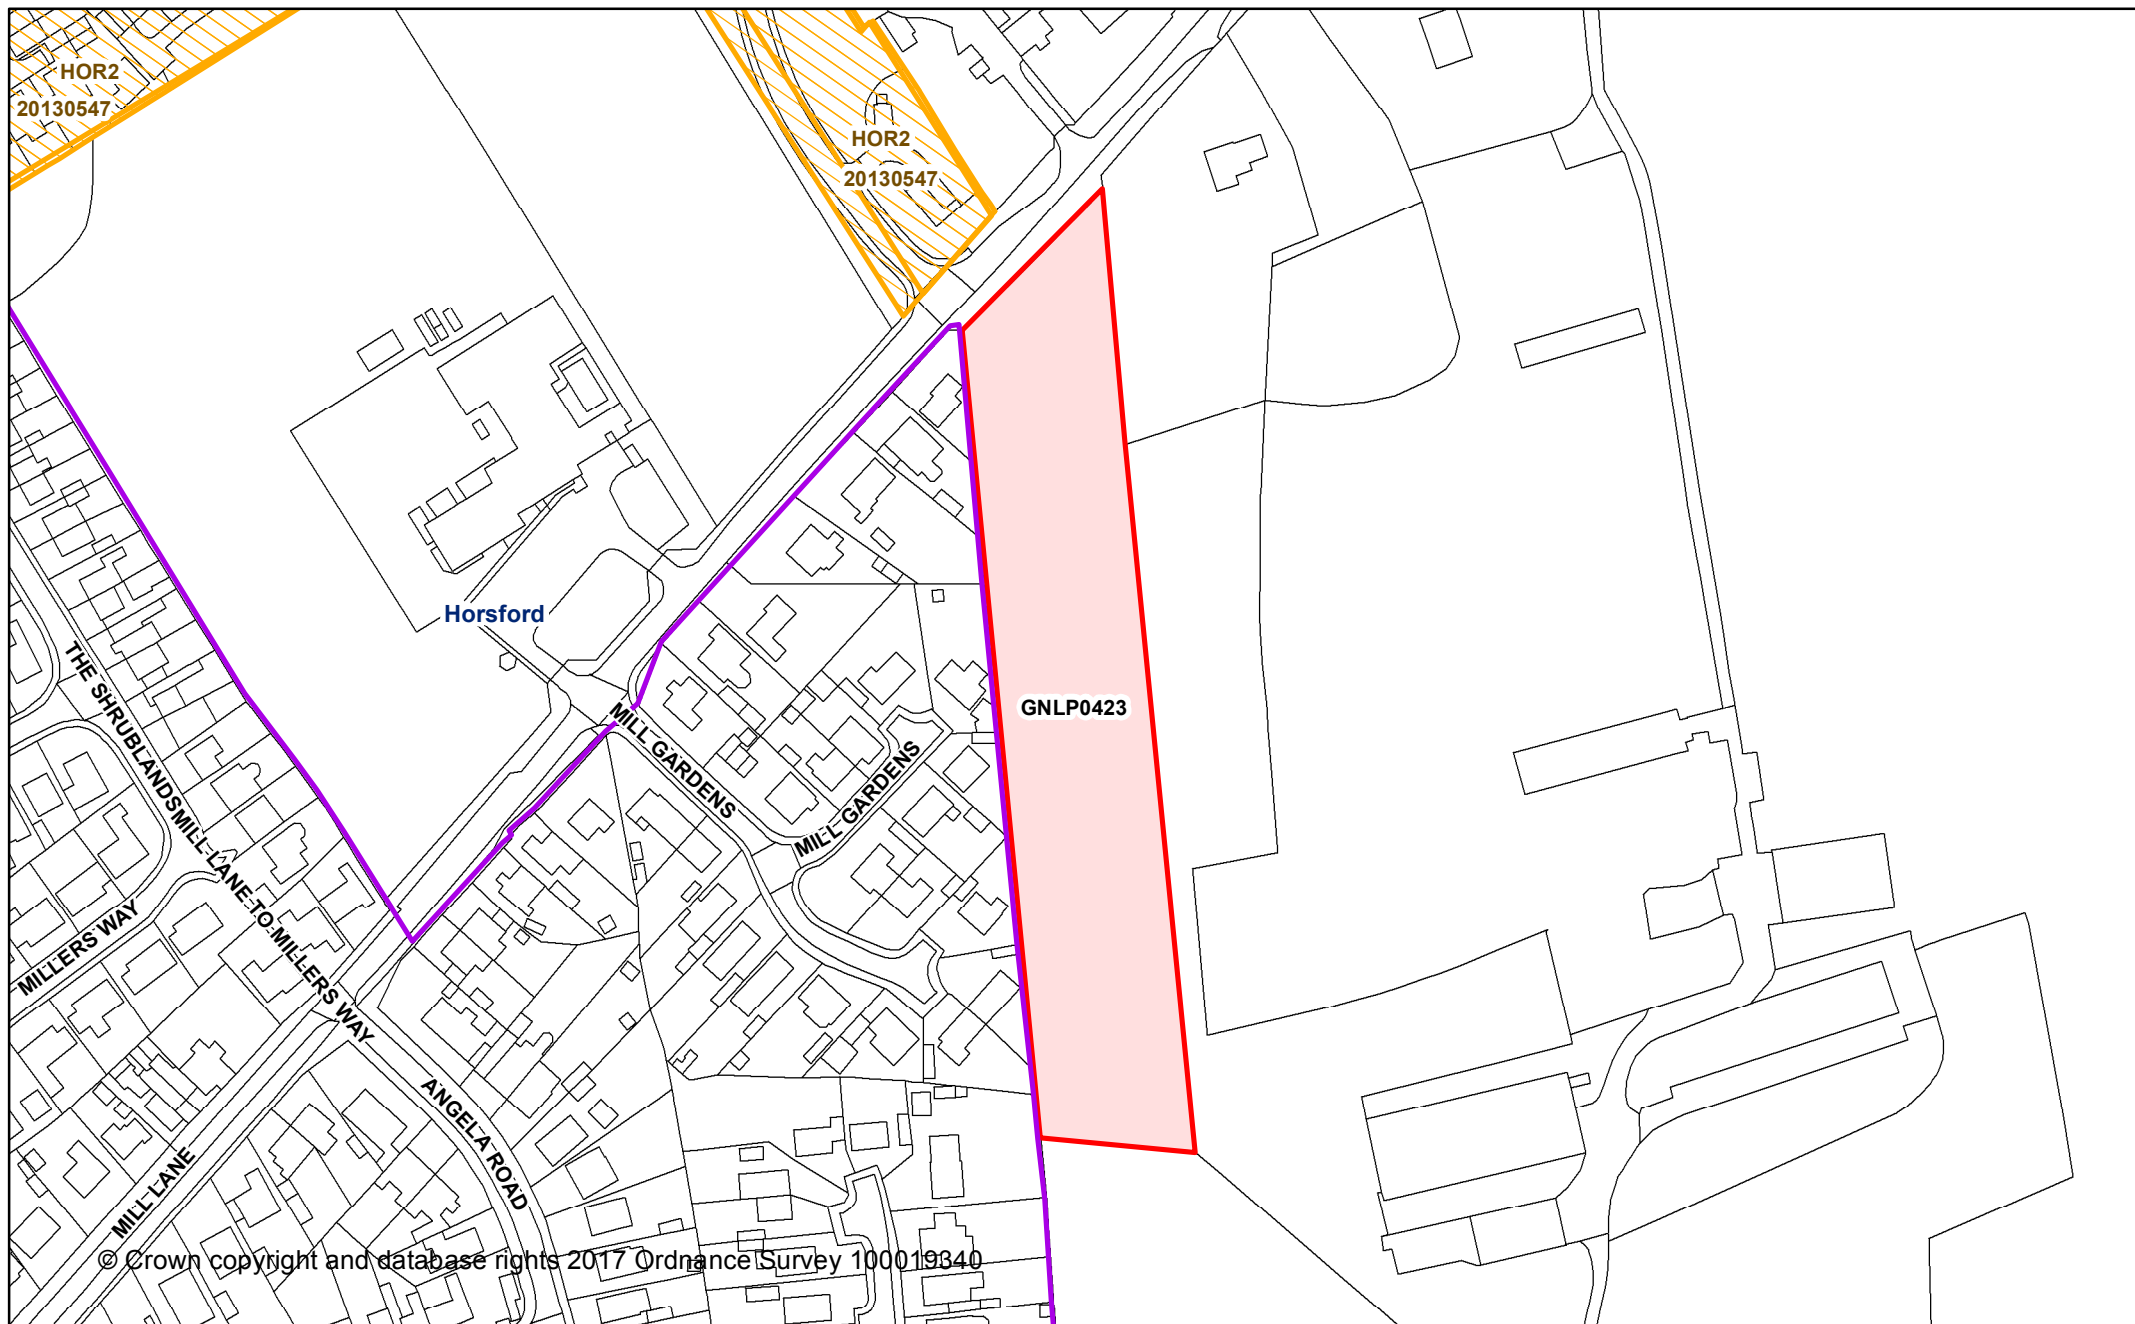 HOR2
20130547
HOR2
20130547
Horsford
GNLP0423
THE SHRUBLANDS
MILL LANE TO MILLERS WAY
MILL GARDENS
MILL GARDENS
MILLERS WAY
ANGELA ROAD
MILL LANE
© Crown copyright and database rights 2017 Ordnance Survey 100019340